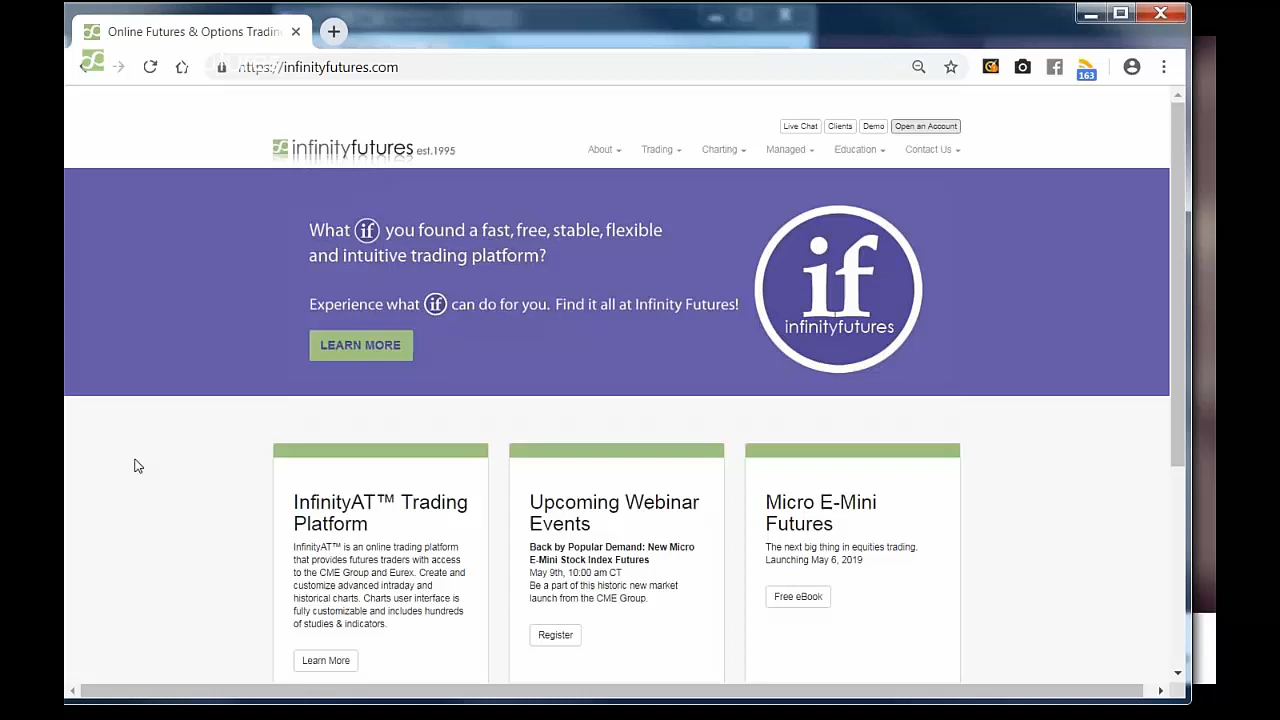 Online Futures & Options Tradin
https://infinityfutures.com
163
Live Chat
Clients
Demo
Open an Account
infinityfutures est.1995
About
Trading
Charting
Managed
Education
Contact Us
What if you found a fast, free, stable, flexible
and intuitive trading platform?
Experience what if can do for you. Find it all at Infinity Futures!
LEARN MORE
if
infinityfutures
InfinityAT™ Trading
Platform
InfinityAT™ is an online trading platform
that provides futures traders with access
to the CME Group and Eurex. Create and
customize advanced intraday and
historical charts. Charts user interface is
fully customizable and includes hundreds
of studies & indicators.
Learn More
Upcoming Webinar
Events
Back by Popular Demand: New Micro
E-Mini Stock Index Futures
May 9th, 10:00 am CT
Be a part of this historic new market
launch from the CME Group.
Register
Micro E-Mini
Futures
The next big thing in equities trading.
Launching May 6, 2019
Free eBook